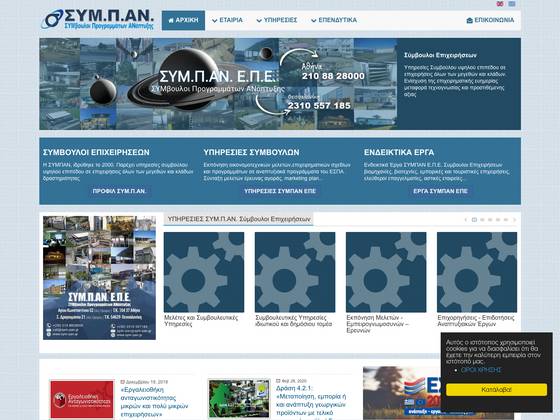 ΣΥΜ.Π.ΑΝ.
ΣΥΜβουλοι Προγραμμάτων ΑΝάπτυξης
ΑΡΧΙΚΗ
ΕΤΑΙΡΙΑ
ΥΠΗΡΕΣΙΕΣ
ΕΠΕΝΔΥΤΙΚΑ
ΕΠΙΚΟΙΝΩΝΙΑ
ΣΥΜ.Π.ΑΝ. Ε.Π.Ε.
ΣΥΜβουλοι Προγραμμάτων ΑΝάπτυξης
Αθήνα
210 88 28000
Θεσσαλονίκη
2310 557 185
Σύμβουλοι Επιχειρήσεων
Υπηρεσίες Συμβούλου υψηλού επιπέδου σε
επιχειρήσεις όλων των μεγεθών και κλάδων.
Ενίσχυση της επιχειρηματικής ευημερίας
μεταφορά τεχνογνωσίας και προστιθέμενης
αξίας
ΣΥΜΒΟΥΛΟΙ ΕΠΙΧΕΙΡΗΣΕΩΝ
Η ΣΥΜΠΑΝ, Ιδρύθηκε το 2000. Παρέχει υπηρεσίες συμβούλου
υψηλού επιπέδου σε επιχειρήσεις όλων των μεγεθών και κλάδων
δραστηριότητας
ΠΡΟΦΙΛ ΣΥΜ.Π.ΑΝ.
ΥΠΗΡΕΣΙΕΣ ΣΥΜΒΟΥΛΩΝ
Εκπόνηση οικονομοτεχνικών μελετών,επιχειρηματικών σχεδίων
και προγραμμάτων σε αναπτυξιακά προγράμματα του ΕΣΠΑ .
Σύνταξη μελετών έρευνας αγοράς, marketing plan..
ΥΠΗΡΕΣΙΕΣ ΣΥΜΠΑΝ ΕΠΕ
ΕΝΔΕΙΚΤΙΚΑ ΕΡΓΑ
Ενδεικτικά Έργα ΣΥΜΠΑΝ Ε.Π.Ε. Συμβουλοι Επιχειρήσεων
βιομηχανίες, βιοτεχνίες, εμπορικές και τουριστικές επιχειρήσεις,
ελεύθεροι επαγγελματίες, αστικές εταιρείες...
ΕΡΓΑ ΣΥΜΠΑΝ ΕΠΕ
ΥΠΗΡΕΣΙΕΣ ΣΥΜ.Π.ΑΝ. Σύμβουλοι Επιχειρήσεων
ΣΥΜ.Π.ΑΝ. Ε.Π.Ε.
Μελέτες και Συμβουλευτικές
Υπηρεσίες
Συμβουλευτικές Υπηρεσίες
ιδιωτικού και δημόσιου τομέα
Εκπόνηση Μελετών -
Εμπειρογνωμοσυνών –
Ερευνών
Επιχορηγήσεις - Επιδοτήσεις
Αναπτυξιακών Έργων
Εργαλειοθήκη
Ανταγωνιστικότητας
Δεκεμβρίου 18, 2019
«Εργαλειοθήκη
ανταγωνιστικότητας
μικρών και πολύ μικρών
επιχειρήσεων»
Φεβ 26, 2020
Δράση 4.2.1:
«Μεταποίηση, εμπορία ή
και ανάπτυξη γεωργικών
προϊόντων με τελικό
Αυτός ο ιστότοπος χρησιμοποιεί
cookies για να διασφαλίσει ότι θα
έχετε την καλύτερη εμπειρία στον
ιστότοπό μας.
ΟΡΟΙ ΧΡΗΣΗΣ
Κατάλαβα!